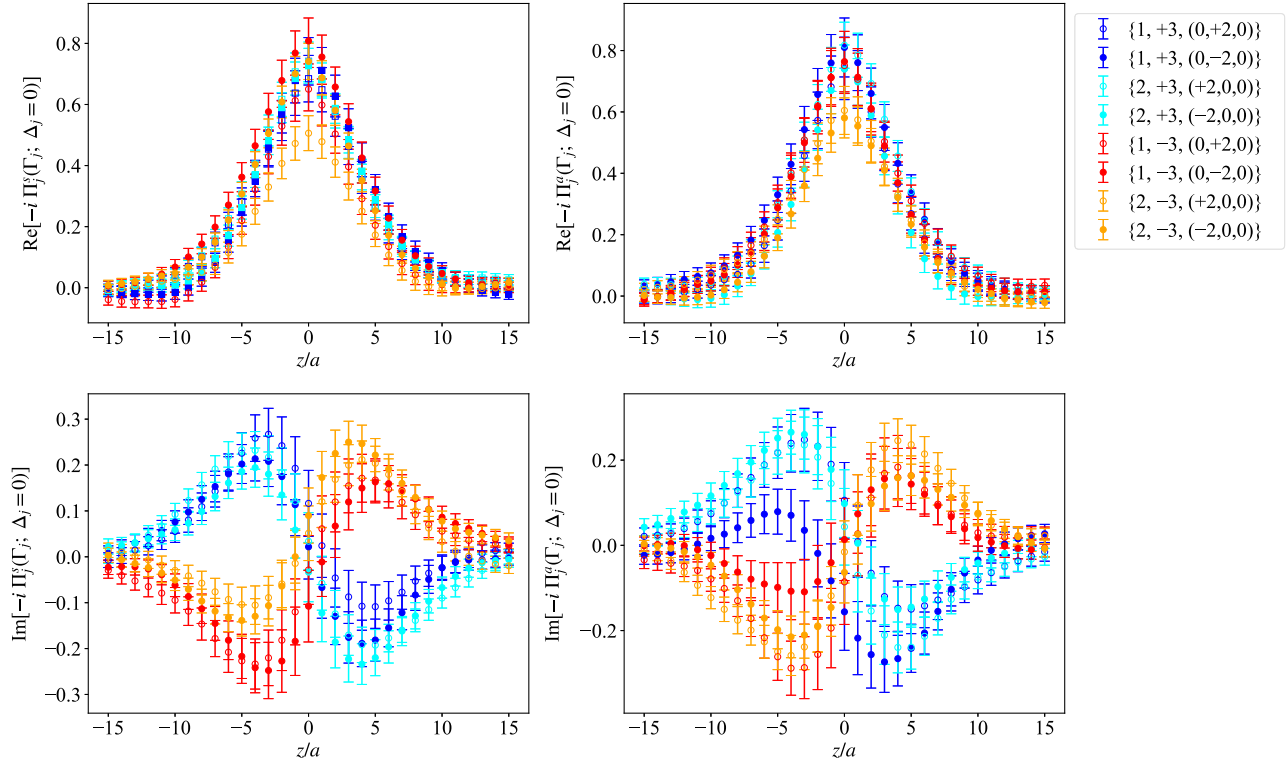 Re[−i Π_j^s(Γ_j; Δ_j=0)]
0.8
0.6
0.4
0.2
0.0
−15 −10 −5 0 5 10 15
z/a
Re[−i Π_j^a(Γ_j; Δ_j=0)]
0.8
0.6
0.4
0.2
0.0
−15 −10 −5 0 5 10 15
z/a
{1, +3, (0,+2,0)}
{1, +3, (0,−2,0)}
{2, +3, (+2,0,0)}
{2, +3, (−2,0,0)}
{1, −3, (0,+2,0)}
{1, −3, (0,−2,0)}
{2, −3, (+2,0,0)}
{2, −3, (−2,0,0)}
Im[−i Π_j^s(Γ_j; Δ_j=0)]
0.3
0.2
0.1
0.0
−0.1
−0.2
−0.3
−15 −10 −5 0 5 10 15
z/a
Im[−i Π_j^a(Γ_j; Δ_j=0)]
0.2
0.0
−0.2
−15 −10 −5 0 5 10 15
z/a